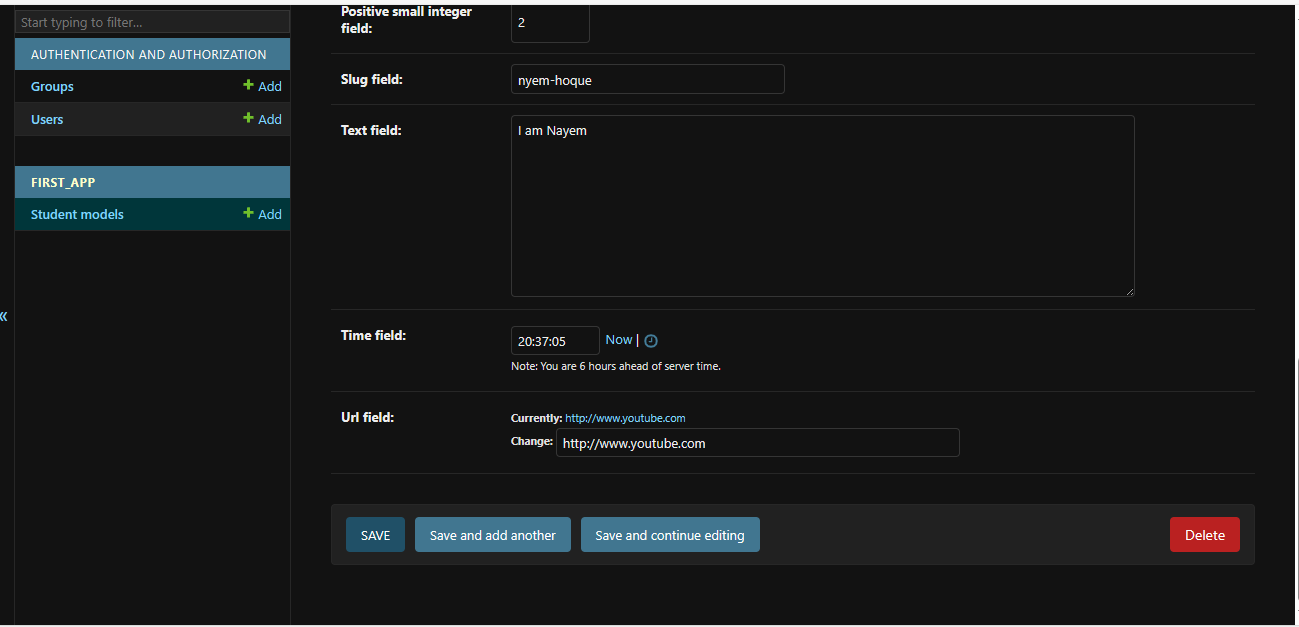 Start typing to filter...
AUTHENTICATION AND AUTHORIZATION
Groups + Add
Users + Add
FIRST_APP
Student models + Add
«
Positive small integer
field:
2
Slug field:
nyem-hoque
Text field:
I am Nayem
Time field:
20:37:05
Now |
Note: You are 6 hours ahead of server time.
Url field:
Currently: http://www.youtube.com
Change: http://www.youtube.com
SAVE
Save and add another
Save and continue editing
Delete